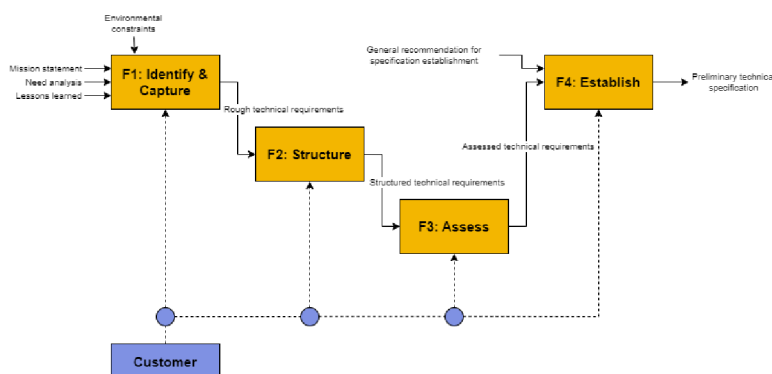 Environmental
constraints
Mission statement
Need analysis
Lessons learned
F1: Identify &
Capture
General recommendation for
specification establishment
F4: Establish
Preliminary technical
specification
Rough technical requirements
F2: Structure
Assessed technical requirements
Structured technical requirements
F3: Assess
Customer